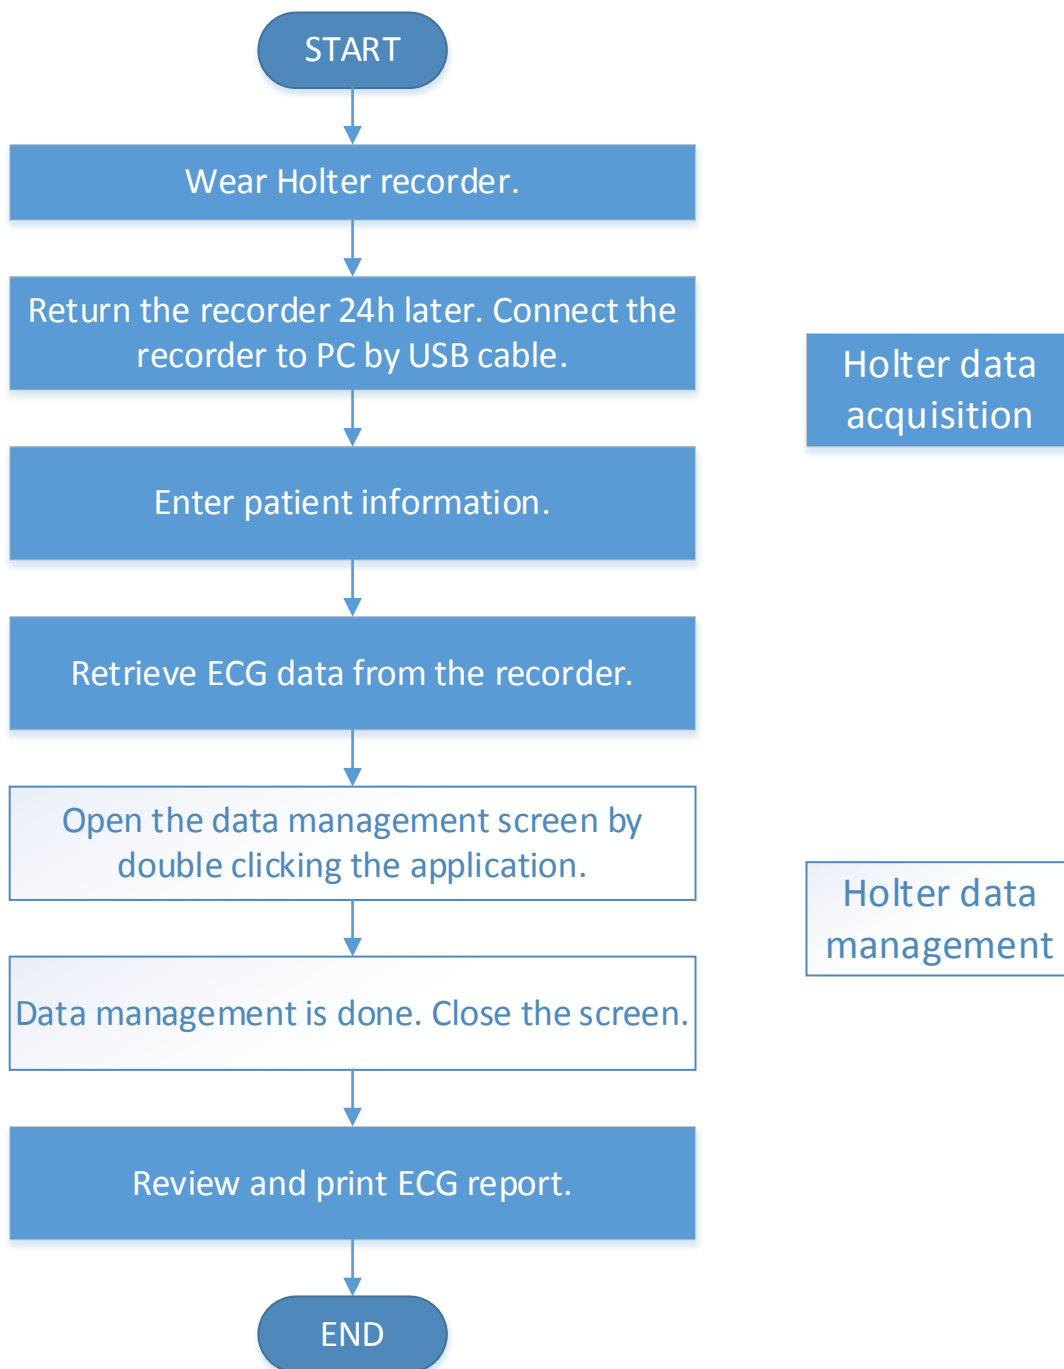 START
Wear Holter recorder.
Return the recorder 24h later. Connect the
recorder to PC by USB cable.
Enter patient information.
Retrieve ECG data from the recorder.
Open the data management screen by
double clicking the application.
Data management is done. Close the screen.
Review and print ECG report.
END
Holter data
acquisition
Holter data
management